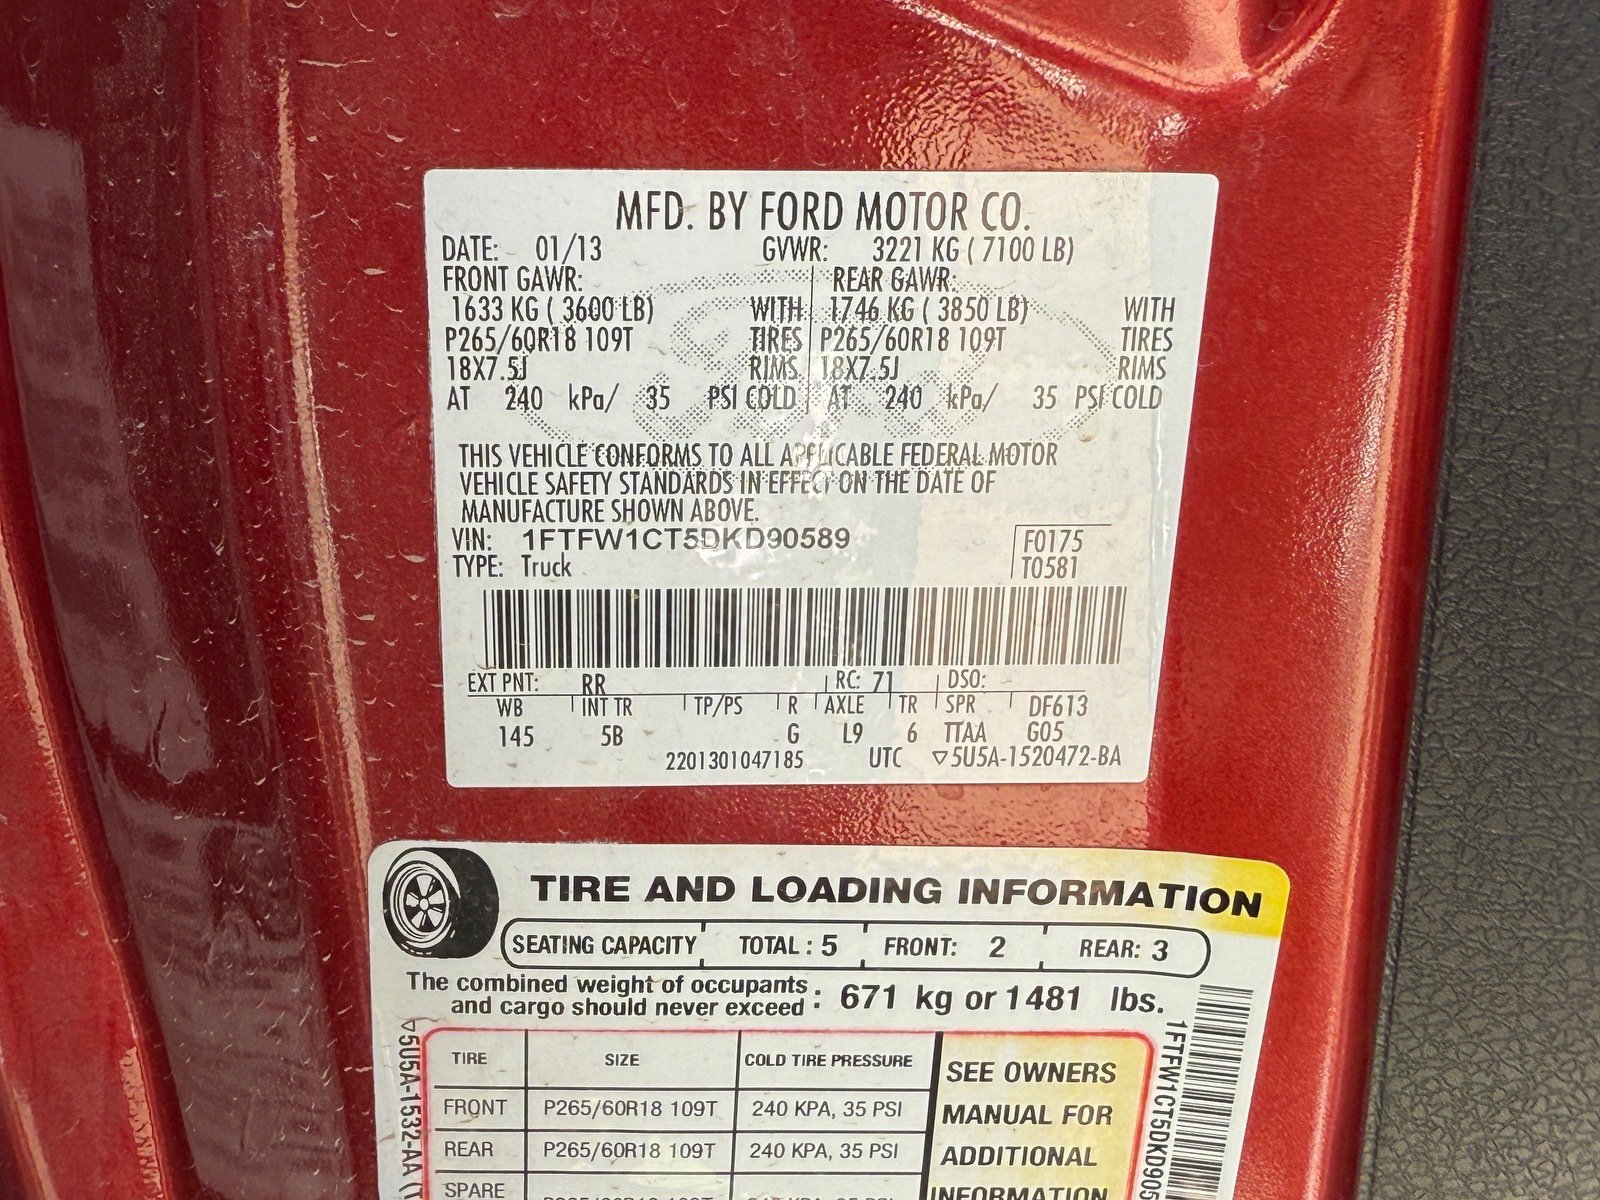 MFD. BY FORD MOTOR CO.
DATE: 01/13 GVWR: 3221 KG ( 7100 LB)
FRONT GAWR: REAR GAWR:
1633 KG ( 3600 LB) WITH 1746 KG ( 3850 LB) WITH
P265/60R18 109T TIRES P265/60R18 109T TIRES
18X7.5J RIMS 18X7.5J RIMS
AT 240 kPa/ 35 PSI COLD AT 240 kPa/ 35 PSI COLD
THIS VEHICLE CONFORMS TO ALL APPLICABLE FEDERAL MOTOR
VEHICLE SAFETY STANDARDS IN EFFECT ON THE DATE OF
MANUFACTURE SHOWN ABOVE.
VIN: 1FTFW1CT5DKD90589 F0175
TYPE: Truck T0581
EXT PNT: RR RC: 71 DSO:
WB INT TR TP/PS R AXLE TR SPR DF613
145 5B G L9 6 TTAA G05
2201301047185 UTC ▽5U5A-1520472-BA
TIRE AND LOADING INFORMATION
SEATING CAPACITY TOTAL : 5 FRONT: 2 REAR: 3
The combined weight of occupants
and cargo should never exceed : 671 kg or 1481 lbs.
TIRE SIZE COLD TIRE PRESSURE
FRONT P265/60R18 109T 240 KPA, 35 PSI
REAR P265/60R18 109T 240 KPA, 35 PSI
SPARE
SEE OWNERS
MANUAL FOR
ADDITIONAL
INFORMATION
▽5U5A-1532-AA (T
1FTFW1CT5DKD905